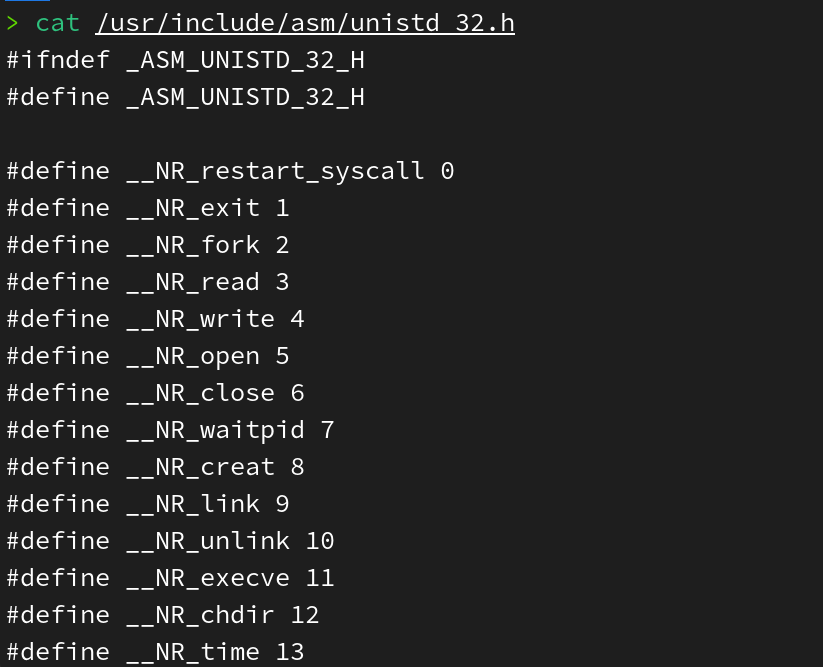 > cat /usr/include/asm/unistd_32.h
#ifndef _ASM_UNISTD_32_H
#define _ASM_UNISTD_32_H
#define __NR_restart_syscall 0
#define __NR_exit 1
#define __NR_fork 2
#define __NR_read 3
#define __NR_write 4
#define __NR_open 5
#define __NR_close 6
#define __NR_waitpid 7
#define __NR_creat 8
#define __NR_link 9
#define __NR_unlink 10
#define __NR_execve 11
#define __NR_chdir 12
#define __NR_time 13